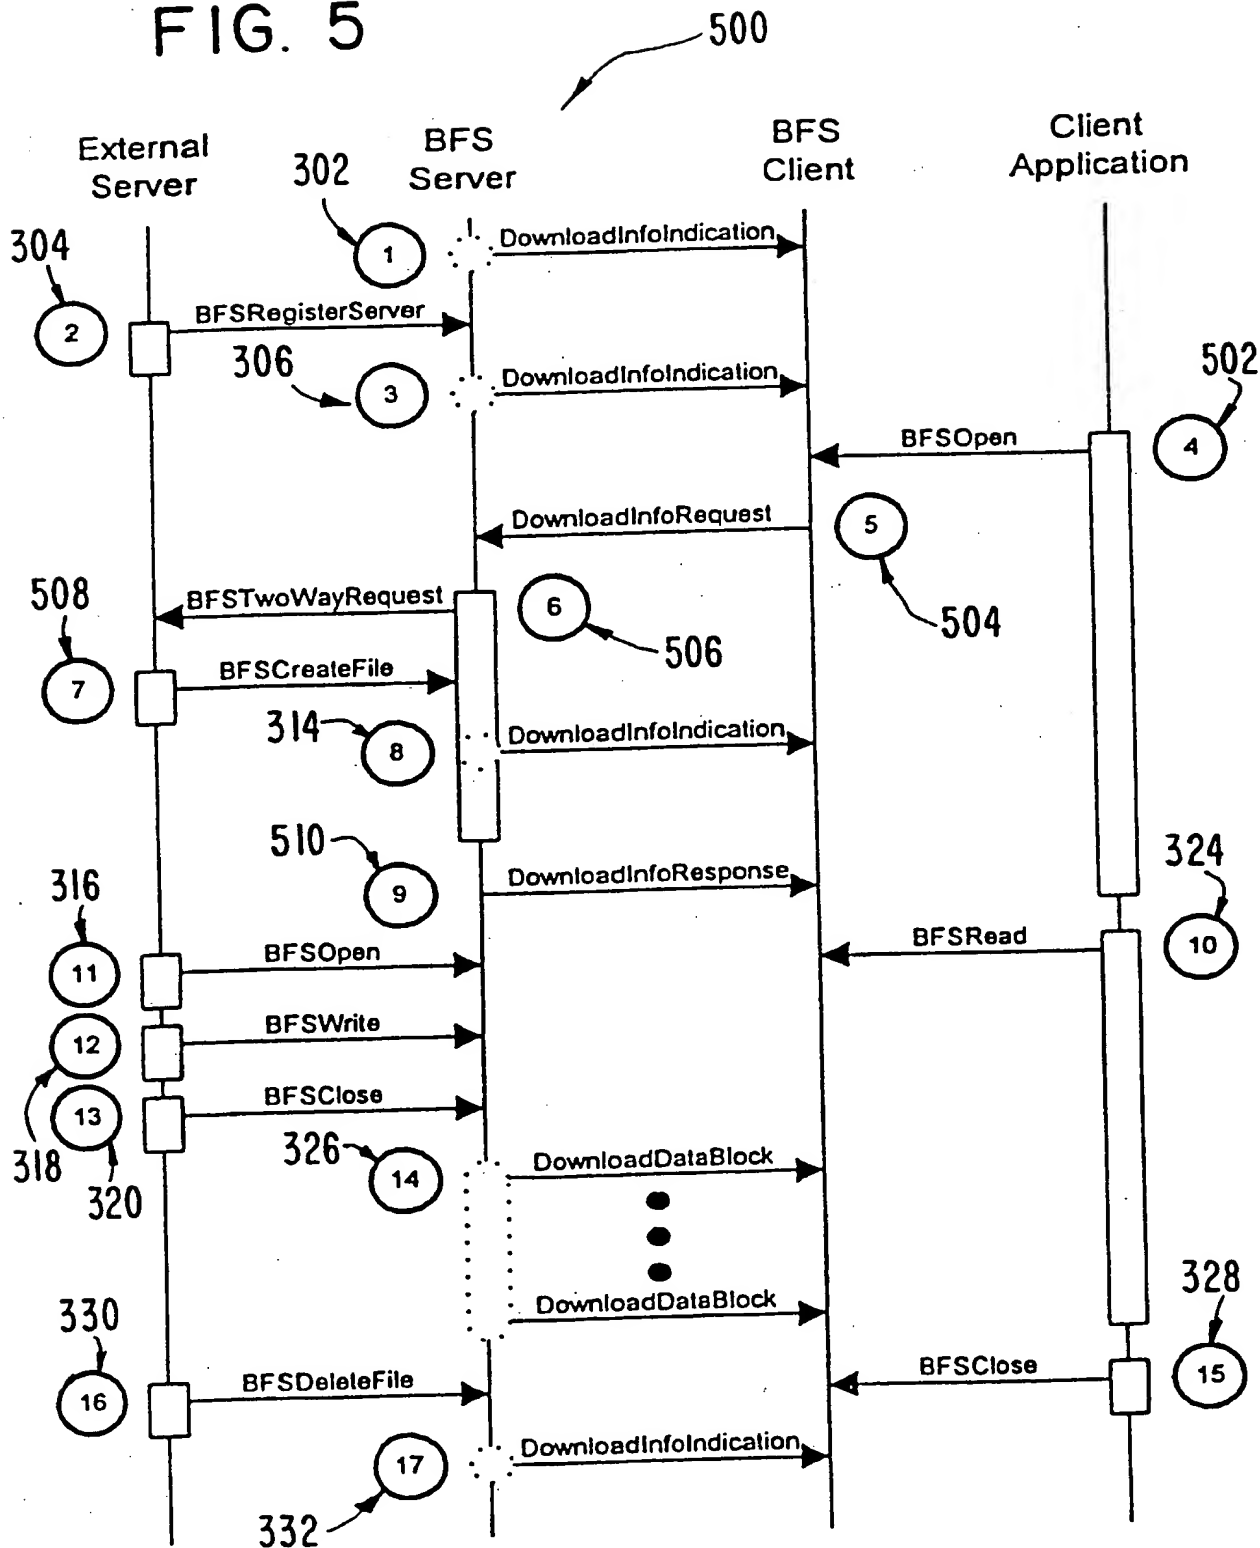 FIG. 5
500
External
Server
BFS
Server
BFS
Client
Client
Application
302
1
DownloadInfoIndication
304
2
BFSRegisterServer
306
3
DownloadInfoIndication
502
BFSOpen
4
DownloadInfoRequest
5
504
508
BFSTwoWayRequest
6
506
7
BFSCreateFile
314
8
DownloadInfoIndication
510
9
DownloadInfoResponse
324
BFSRead
10
316
11
BFSOpen
12
BFSWrite
318
13
BFSClose
320
326
14
DownloadDataBlock
DownloadDataBlock
328
BFSClose
15
330
16
BFSDeleteFile
17
DownloadInfoIndication
332